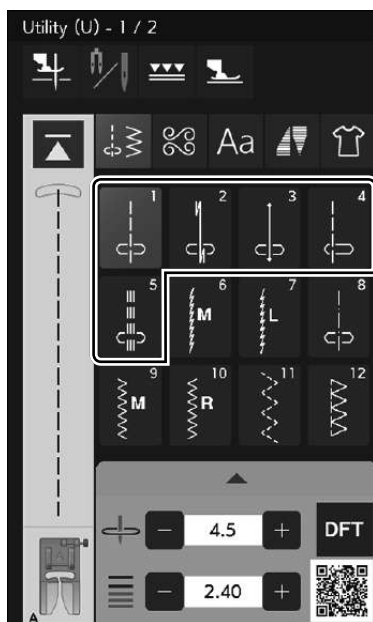 Utility (U) - 1 / 2
Aa
1 2 3 4
5 6 7 8
M L
9 10 11 12
M R
- 4.5 + DFT
- 2.40 +
A